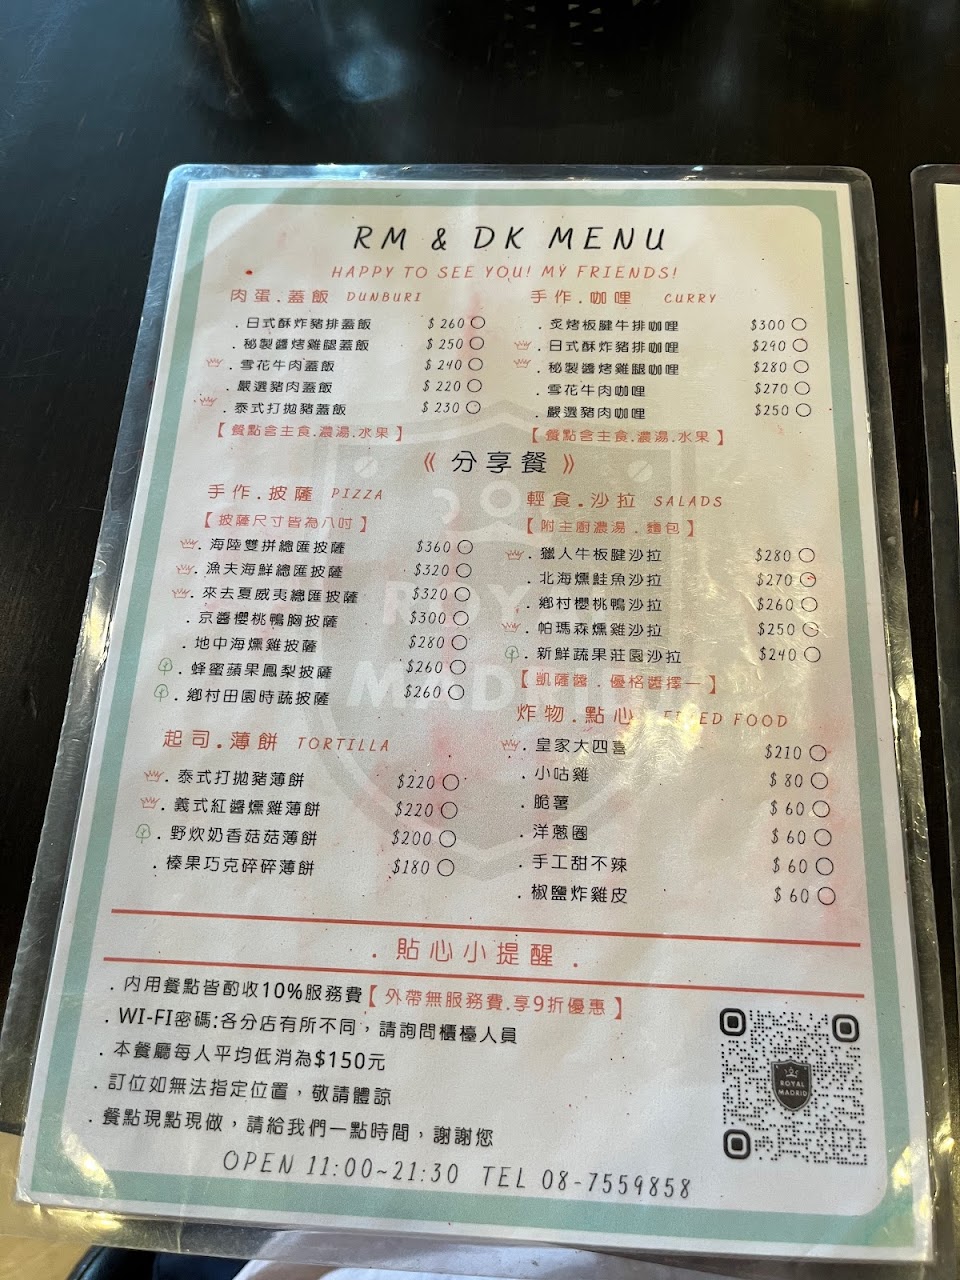 RM & DK MENU
HAPPY TO SEE YOU! MY FRIENDS!
肉蛋.蓋飯 DUNBURI
.日式酥炸豬排蓋飯 $260
.秘製醬烤雞腿蓋飯 $250
.雪花牛肉蓋飯 $240
.嚴選豬肉蓋飯 $220
.泰式打拋豬蓋飯 $230
【餐點含主食.濃湯.水果】
手作.咖哩 CURRY
.炙烤板腱牛排咖哩 $300
.日式酥炸豬排咖哩 $290
.秘製醬烤雞腿咖哩 $280
.雪花牛肉咖哩 $270
.嚴選豬肉咖哩 $250
【餐點含主食.濃湯.水果】
《分享餐》
手作.披薩 PIZZA
【披薩尺寸皆為八吋】
.海陸雙拼總匯披薩 $360
.漁夫海鮮總匯披薩 $320
.來去夏威夷總匯披薩 $320
.京醬櫻桃鴨胸披薩 $300
.地中海燻雞披薩 $280
.蜂蜜蘋果鳳梨披薩 $260
.鄉村田園時蔬披薩 $260
起司.薄餅 TORTILLA
.泰式打拋豬薄餅 $220
.義式紅醬燻雞薄餅 $220
.野炊奶香菇菇薄餅 $200
.榛果巧克碎碎薄餅 $180
輕食.沙拉 SALADS
【附主廚濃湯.麵包】
.獵人牛板腱沙拉 $280
.北海燻鮭魚沙拉 $270
.鄉村櫻桃鴨沙拉 $260
.帕瑪森燻雞沙拉 $250
.新鮮蔬果莊園沙拉 $240
【凱薩醬.優格醬擇一】
炸物.點心 FRIED FOOD
.皇家大四喜 $210
.小咕雞 $80
.脆薯 $60
.洋蔥圈 $60
.手工甜不辣 $60
.椒鹽炸雞皮 $60
.貼心小提醒.
.內用餐點皆酌收10%服務費【外帶無服務費.享9折優惠】
.WI-FI密碼:各分店有所不同，請詢問櫃檯人員
.本餐廳每人平均低消為$150元
.訂位如無法指定位置，敬請體諒
.餐點現點現做，請給我們一點時間，謝謝您
OPEN 11:00~21:30 TEL 08-7559858
ROYAL
MADRID